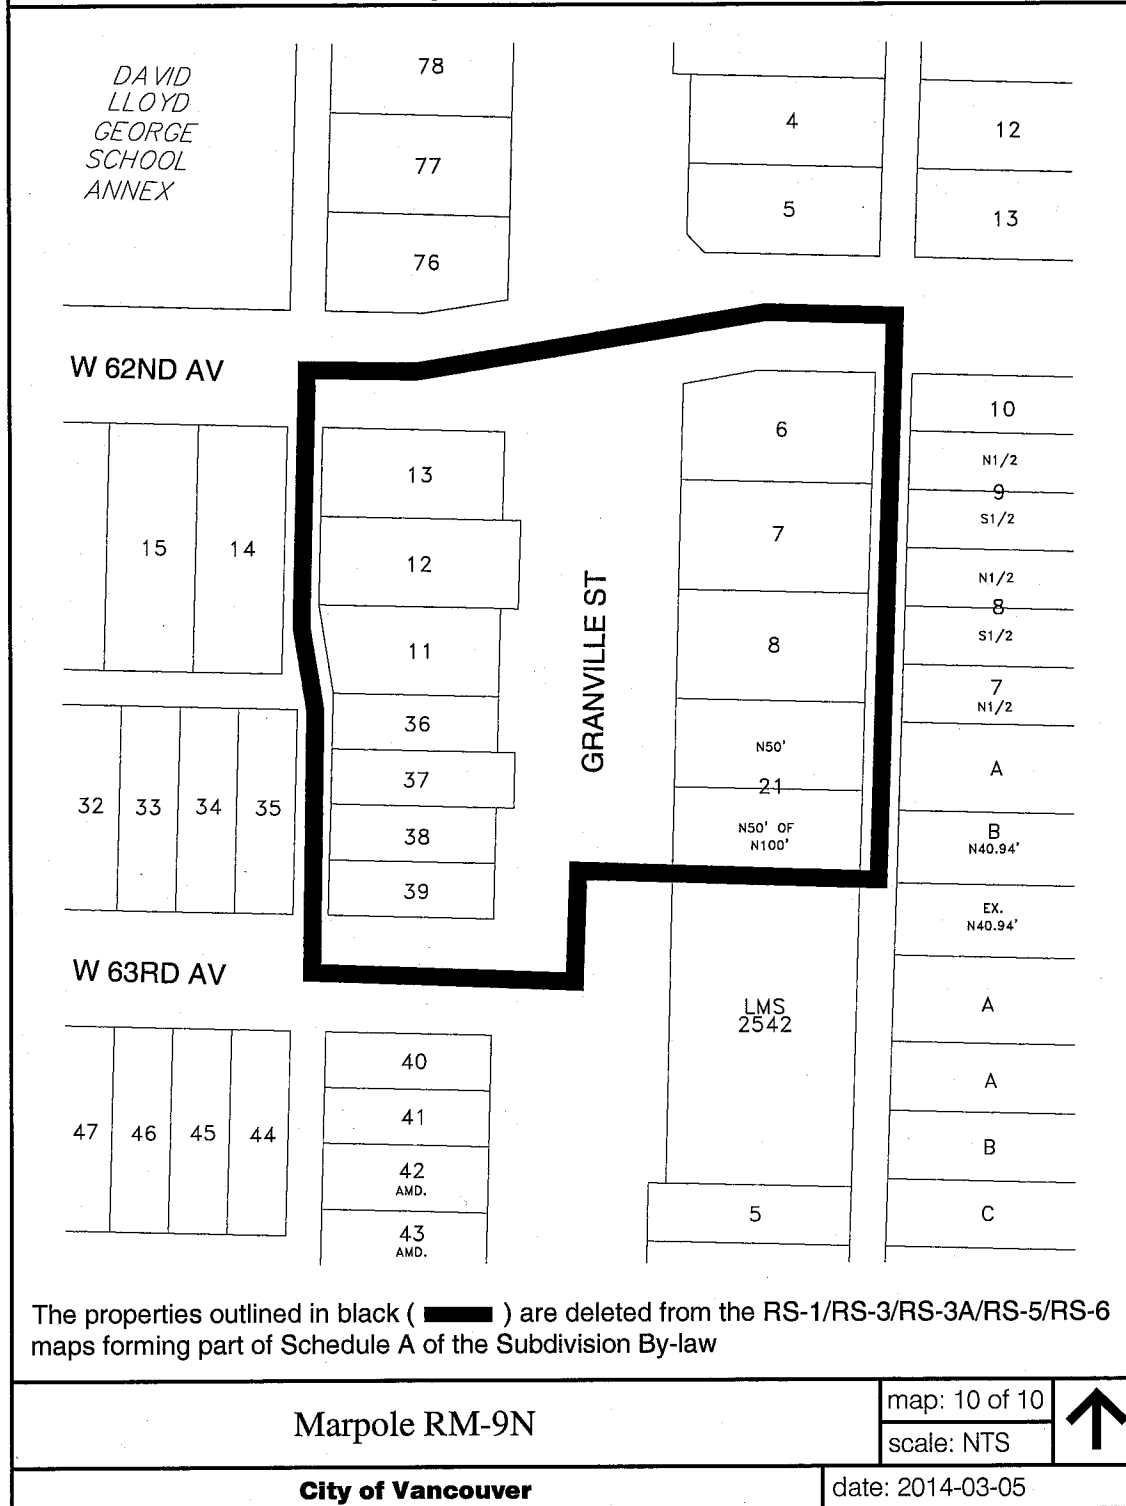 DAVID
LLOYD
GEORGE
SCHOOL
ANNEX
78
77
76
4
5
12
13
W 62ND AV
15
14
13
12
11
36
37
38
39
32
33
34
35
GRANVILLE ST
6
7
8
N50'
21
N50' OF
N100'
10
N1/2
9
S1/2
N1/2
8
S1/2
7
N1/2
A
B
N40.94'
EX.
N40.94'
A
A
B
C
W 63RD AV
LMS
2542
5
47
46
45
44
40
41
42
AMD.
43
AMD.
The properties outlined in black ( ) are deleted from the RS-1/RS-3/RS-3A/RS-5/RS-6
maps forming part of Schedule A of the Subdivision By-law
Marpole RM-9N
map: 10 of 10
scale: NTS
City of Vancouver
date: 2014-03-05